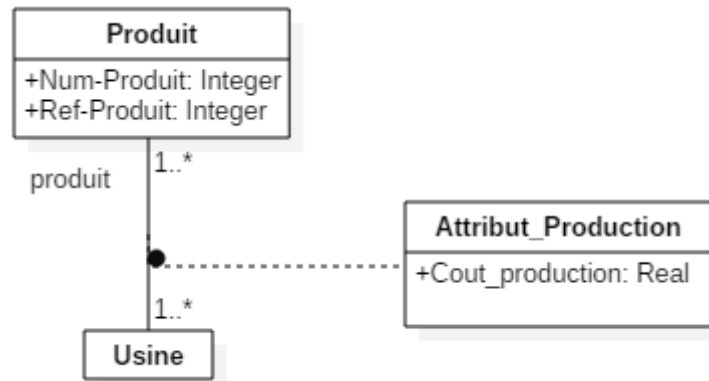 Produit
+Num-Produit: Integer
+Ref-Produit: Integer
1..*
produit
Attribut_Production
+Cout_production: Real
1..*
Usine